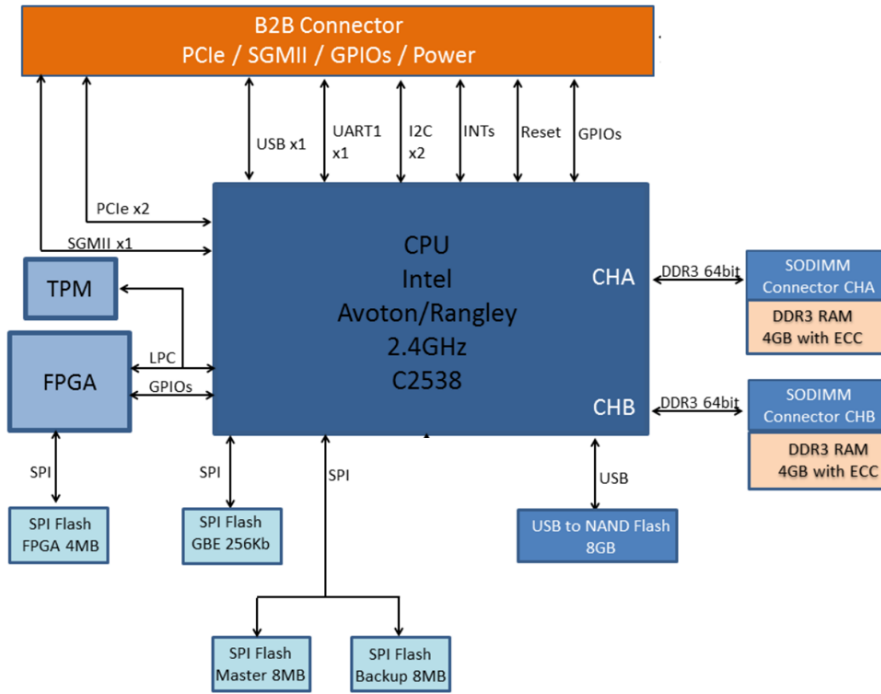 B2B Connector
PCIe / SGMII / GPIOs / Power
USB x1
UART1
x1
I2C
x2
INTs
Reset
GPIOs
PCIe x2
SGMII x1
CPU
Intel
Avoton/Rangley
2.4GHz
C2538
CHA
CHB
TPM
FPGA
LPC
GPIOs
DDR3 64bit
SODIMM
Connector CHA
DDR3 RAM
4GB with ECC
DDR3 64bit
SODIMM
Connector CHB
DDR3 RAM
4GB with ECC
SPI
SPI
SPI
USB
SPI Flash
FPGA 4MB
SPI Flash
GBE 256Kb
USB to NAND Flash
8GB
SPI Flash
Master 8MB
SPI Flash
Backup 8MB